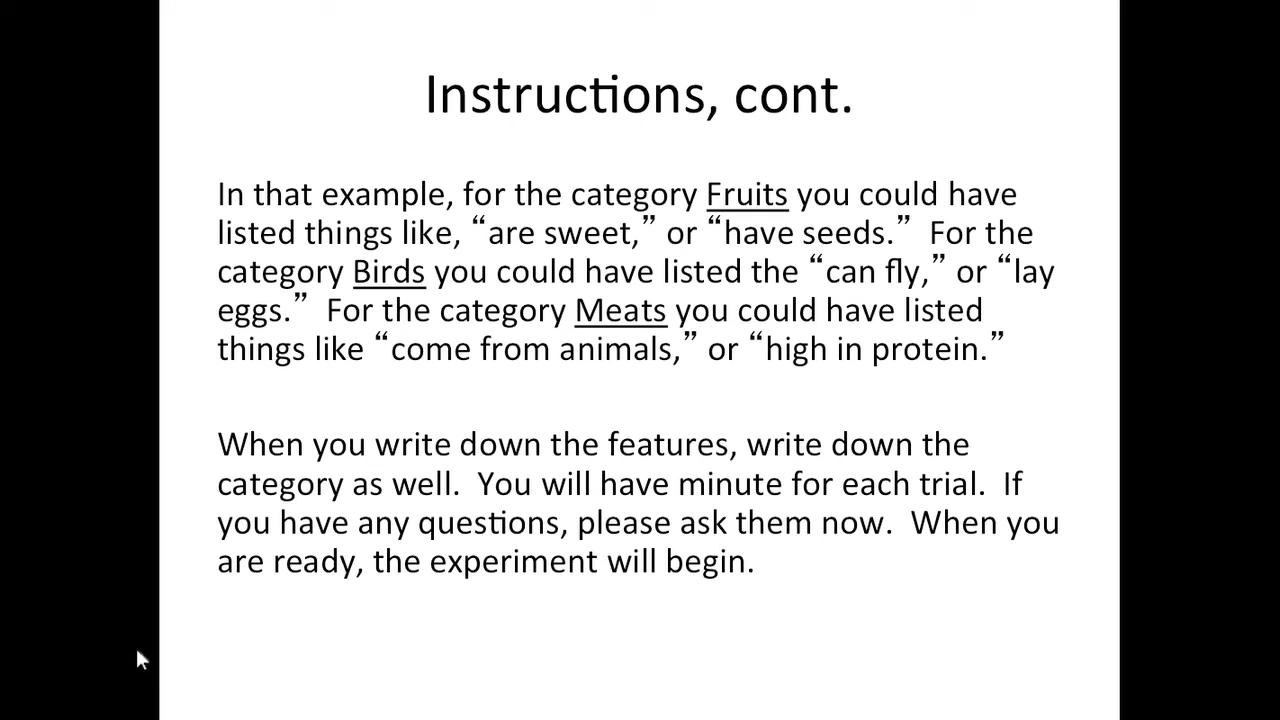 Instructions, cont.
In that example, for the category Fruits you could have
listed things like, “are sweet,” or “have seeds.”  For the
category Birds you could have listed the “can fly,” or “lay
eggs.”  For the category Meats you could have listed
things like “come from animals,” or “high in protein.”
When you write down the features, write down the
category as well.  You will have minute for each trial.  If
you have any questions, please ask them now.  When you
are ready, the experiment will begin.